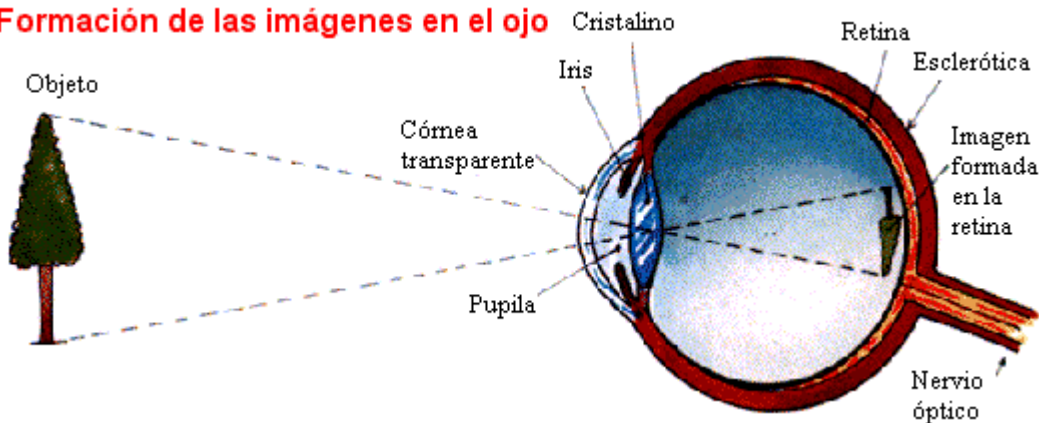 Formación de las imágenes en el ojo
Cristalino
Retina
Iris
Esclerótica
Objeto
Córnea
transparente
Imagen
formada
en la
retina
Pupila
Nervio
óptico